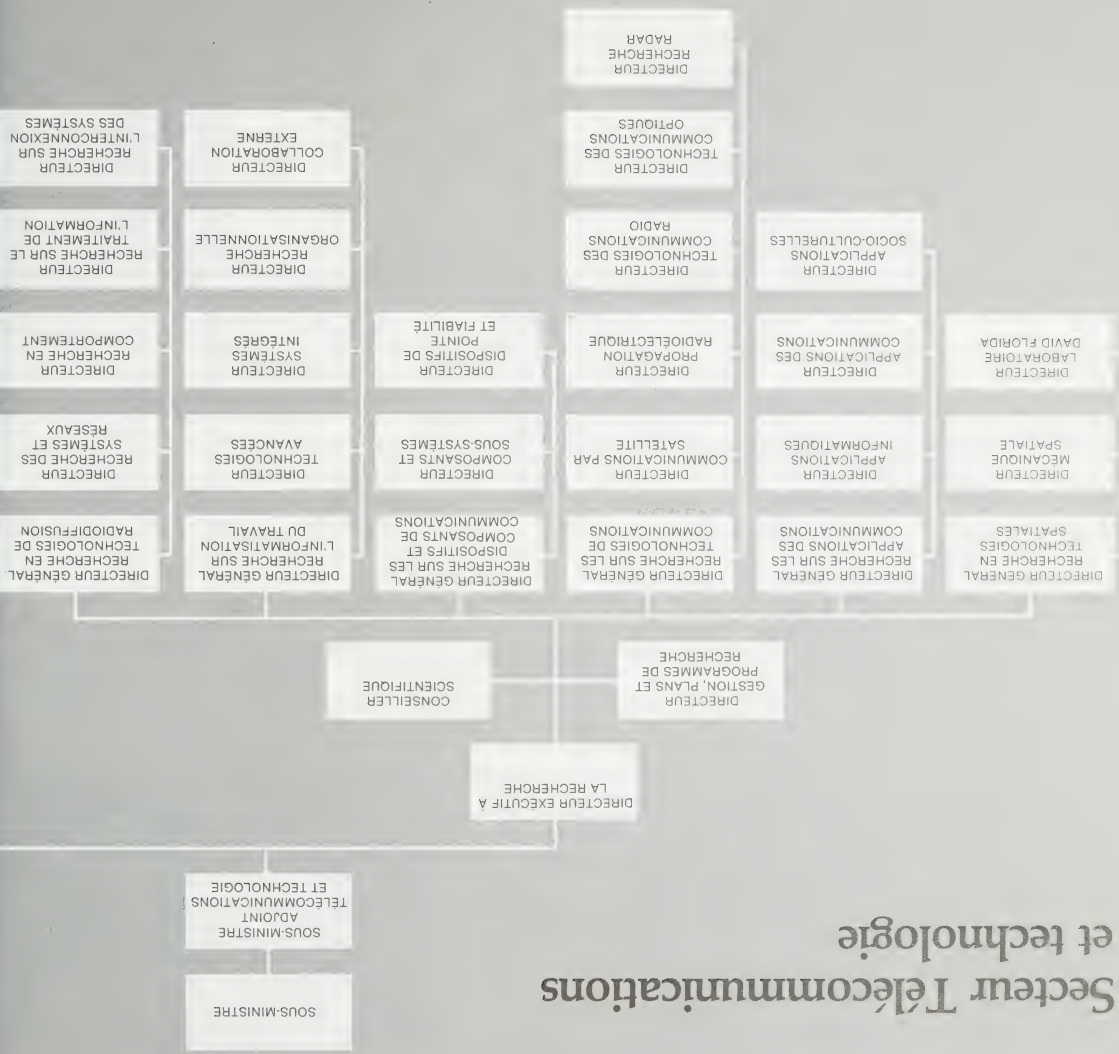 Secteur Télécommunications
et technologie
SOUS-MINISTRE
SOUS-MINISTRE
ADJOINT
TÉLÉCOMMUNICATIONS
ET TECHNOLOGIE
DIRECTEUR EXÉCUTIF À
LA RECHERCHE
DIRECTEUR
GESTION, PLANS ET
PROGRAMMES DE
RECHERCHE
CONSEILLER
SCIENTIFIQUE
DIRECTEUR GÉNÉRAL
RECHERCHE EN
TECHNOLOGIES
SPATIALES
DIRECTEUR
MÉCANIQUE
SPATIALE
DIRECTEUR
LABORATOIRE
DAVID FLORIDA
DIRECTEUR GÉNÉRAL
RECHERCHE SUR LES
APPLICATIONS DES
COMMUNICATIONS
DIRECTEUR
APPLICATIONS
INFORMATIQUES
DIRECTEUR
APPLICATIONS DES
COMMUNICATIONS
DIRECTEUR
APPLICATIONS
SOCIO-CULTURELLES
DIRECTEUR GÉNÉRAL
RECHERCHE SUR LES
TECHNOLOGIES DE
COMMUNICATIONS
DIRECTEUR
COMMUNICATIONS PAR
SATELLITE
DIRECTEUR
PROPAGATION
RADIOÉLECTRIQUE
DIRECTEUR
TECHNOLOGIES DES
COMMUNICATIONS
RADIO
DIRECTEUR
TECHNOLOGIES DES
COMMUNICATIONS
OPTIQUES
DIRECTEUR
RECHERCHE
RADAR
DIRECTEUR GÉNÉRAL
RECHERCHE SUR LES
DISPOSITIFS ET
COMPOSANTS DE
COMMUNICATIONS
DIRECTEUR
COMPOSANTS ET
SOUS-SYSTÈMES
DIRECTEUR
DISPOSITIFS DE
POINTE
ET FIABILITÉ
DIRECTEUR GÉNÉRAL
RECHERCHE SUR
L'INFORMATISATION
DU TRAVAIL
DIRECTEUR
TECHNOLOGIES
AVANCÉES
DIRECTEUR
SYSTÈMES
INTÉGRÉS
DIRECTEUR
RECHERCHE
ORGANISATIONNELLE
DIRECTEUR
COLLABORATION
EXTERNE
DIRECTEUR GÉNÉRAL
RECHERCHE EN
TECHNOLOGIES DE
RADIODIFFUSION
DIRECTEUR
RECHERCHE DES
SYSTÈMES ET
RÉSEAUX
DIRECTEUR
RECHERCHE EN
COMPORTEMENT
DIRECTEUR
RECHERCHE SUR LE
TRAITEMENT DE
L'INFORMATION
DIRECTEUR
RECHERCHE SUR
L'INTERCONNEXION
DES SYSTÈMES